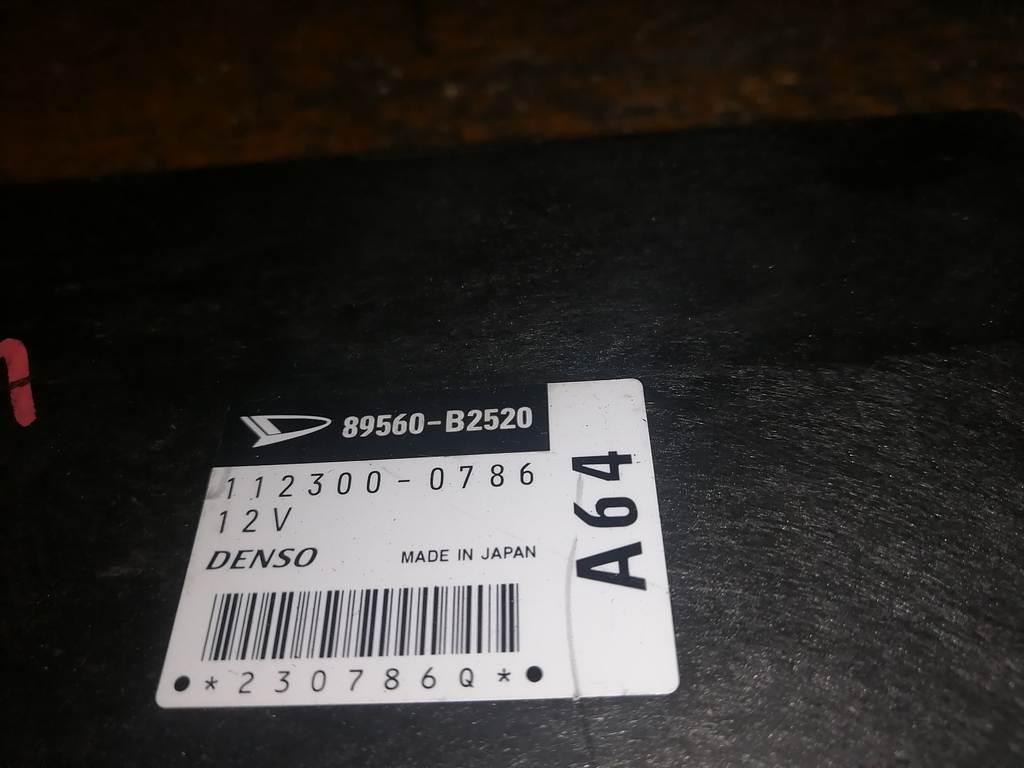 89560-B2520
112300-0786
12V
DENSO MADE IN JAPAN
*230786Q*
A64